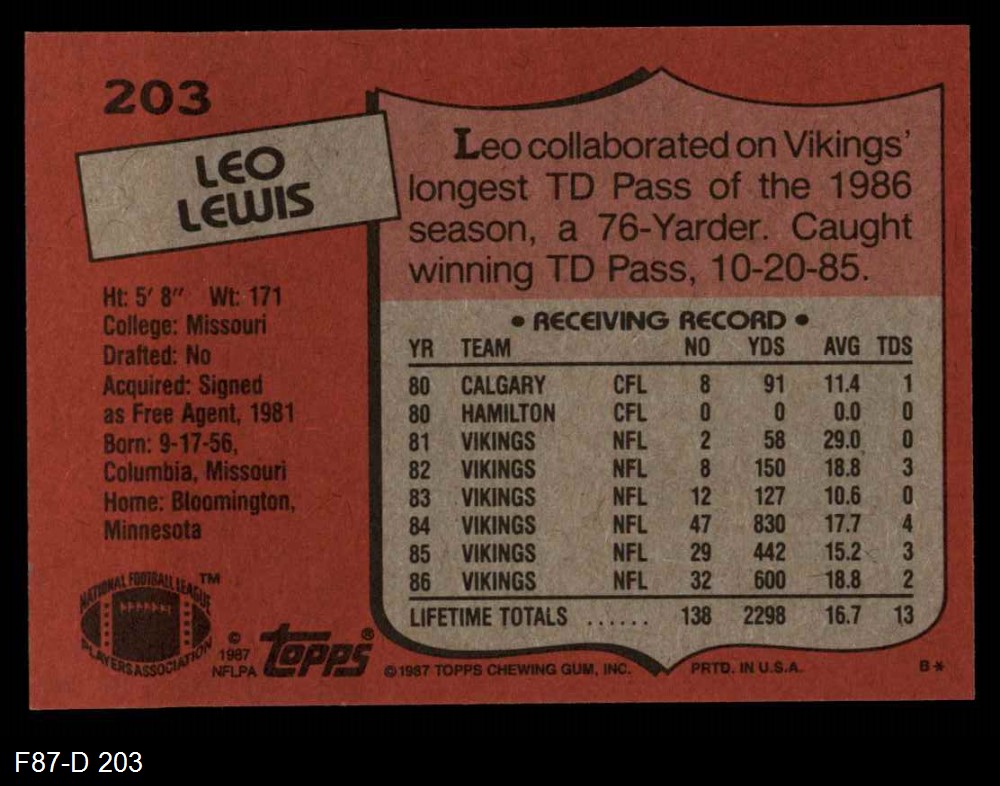 203
LEO
LEWIS
Ht: 5′ 8″ Wt: 171
College: Missouri
Drafted: No
Acquired: Signed
as Free Agent, 1981
Born: 9-17-56,
Columbia, Missouri
Home: Bloomington,
Minnesota
NATIONAL FOOTBALL LEAGUE
PLAYERS ASSOCIATION
TM
©
1987
NFLPA
Topps®
Leo collaborated on Vikings'
longest TD Pass of the 1986
season, a 76-Yarder. Caught
winning TD Pass, 10-20-85.
• RECEIVING RECORD •
YR TEAM NO YDS AVG TDS
80 CALGARY CFL 8 91 11.4 1
80 HAMILTON CFL 0 0 0.0 0
81 VIKINGS NFL 2 58 29.0 0
82 VIKINGS NFL 8 150 18.8 3
83 VIKINGS NFL 12 127 10.6 0
84 VIKINGS NFL 47 830 17.7 4
85 VIKINGS NFL 29 442 15.2 3
86 VIKINGS NFL 32 600 18.8 2
LIFETIME TOTALS ...... 138 2298 16.7 13
©1987 TOPPS CHEWING GUM, INC. PRTD. IN U.S.A. B*
F87-D 203